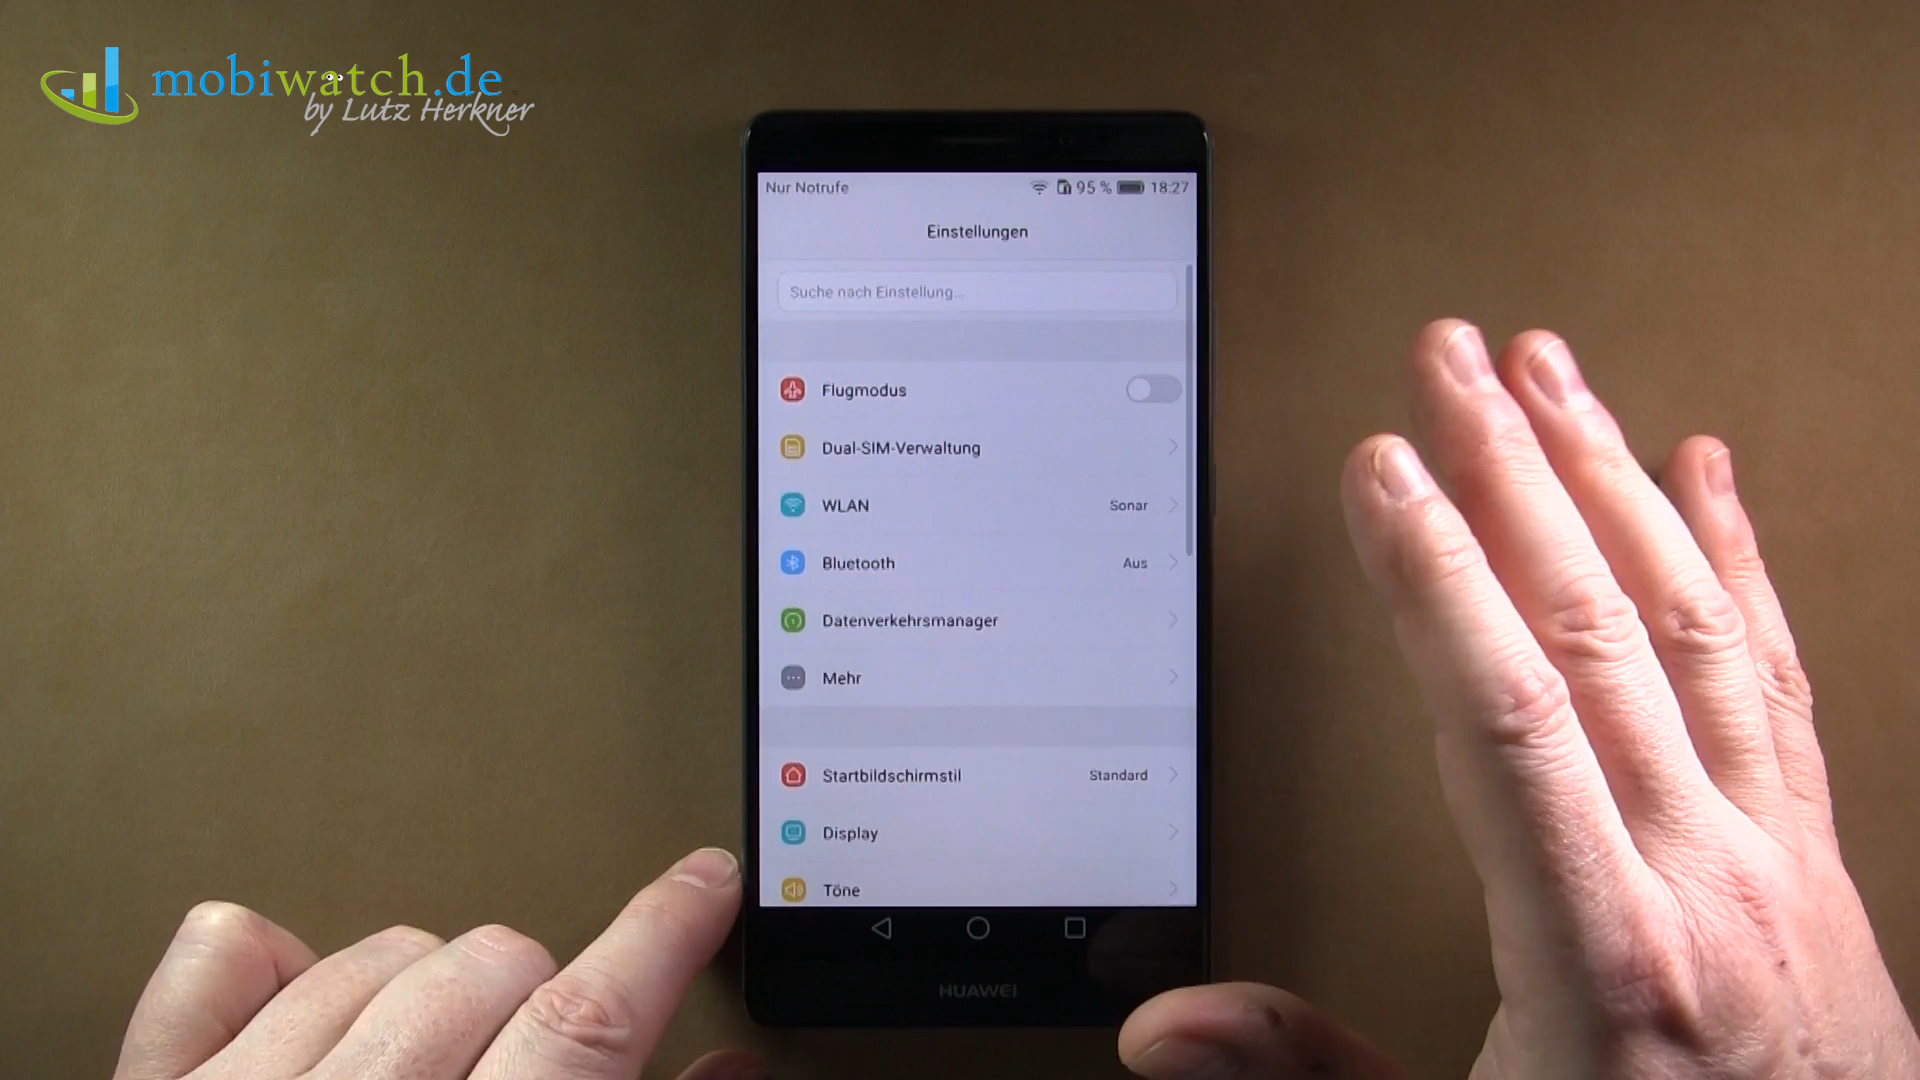 mobiwatch.de
by Lutz Herkner
Nur Notrufe 95 % 18:27
Einstellungen
Suche nach Einstellung...
Flugmodus
Dual-SIM-Verwaltung
WLAN Sonar
Bluetooth Aus
Datenverkehrsmanager
Mehr
Startbildschirmstil Standard
Display
Töne
HUAWEI